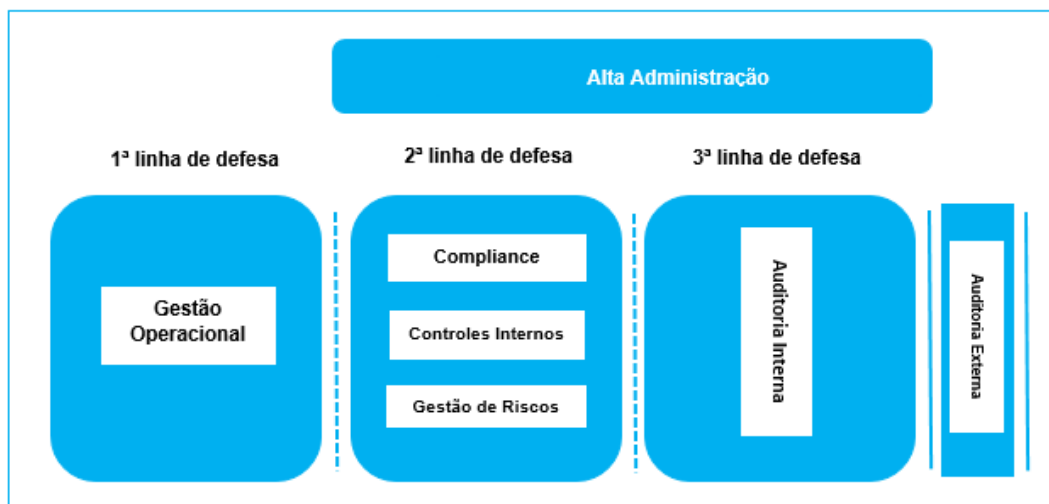 Alta Administração
1ª linha de defesa
2ª linha de defesa
3ª linha de defesa
Gestão
Operacional
Compliance
Controles Internos
Gestão de Riscos
Auditoria Interna
Auditoria Externa